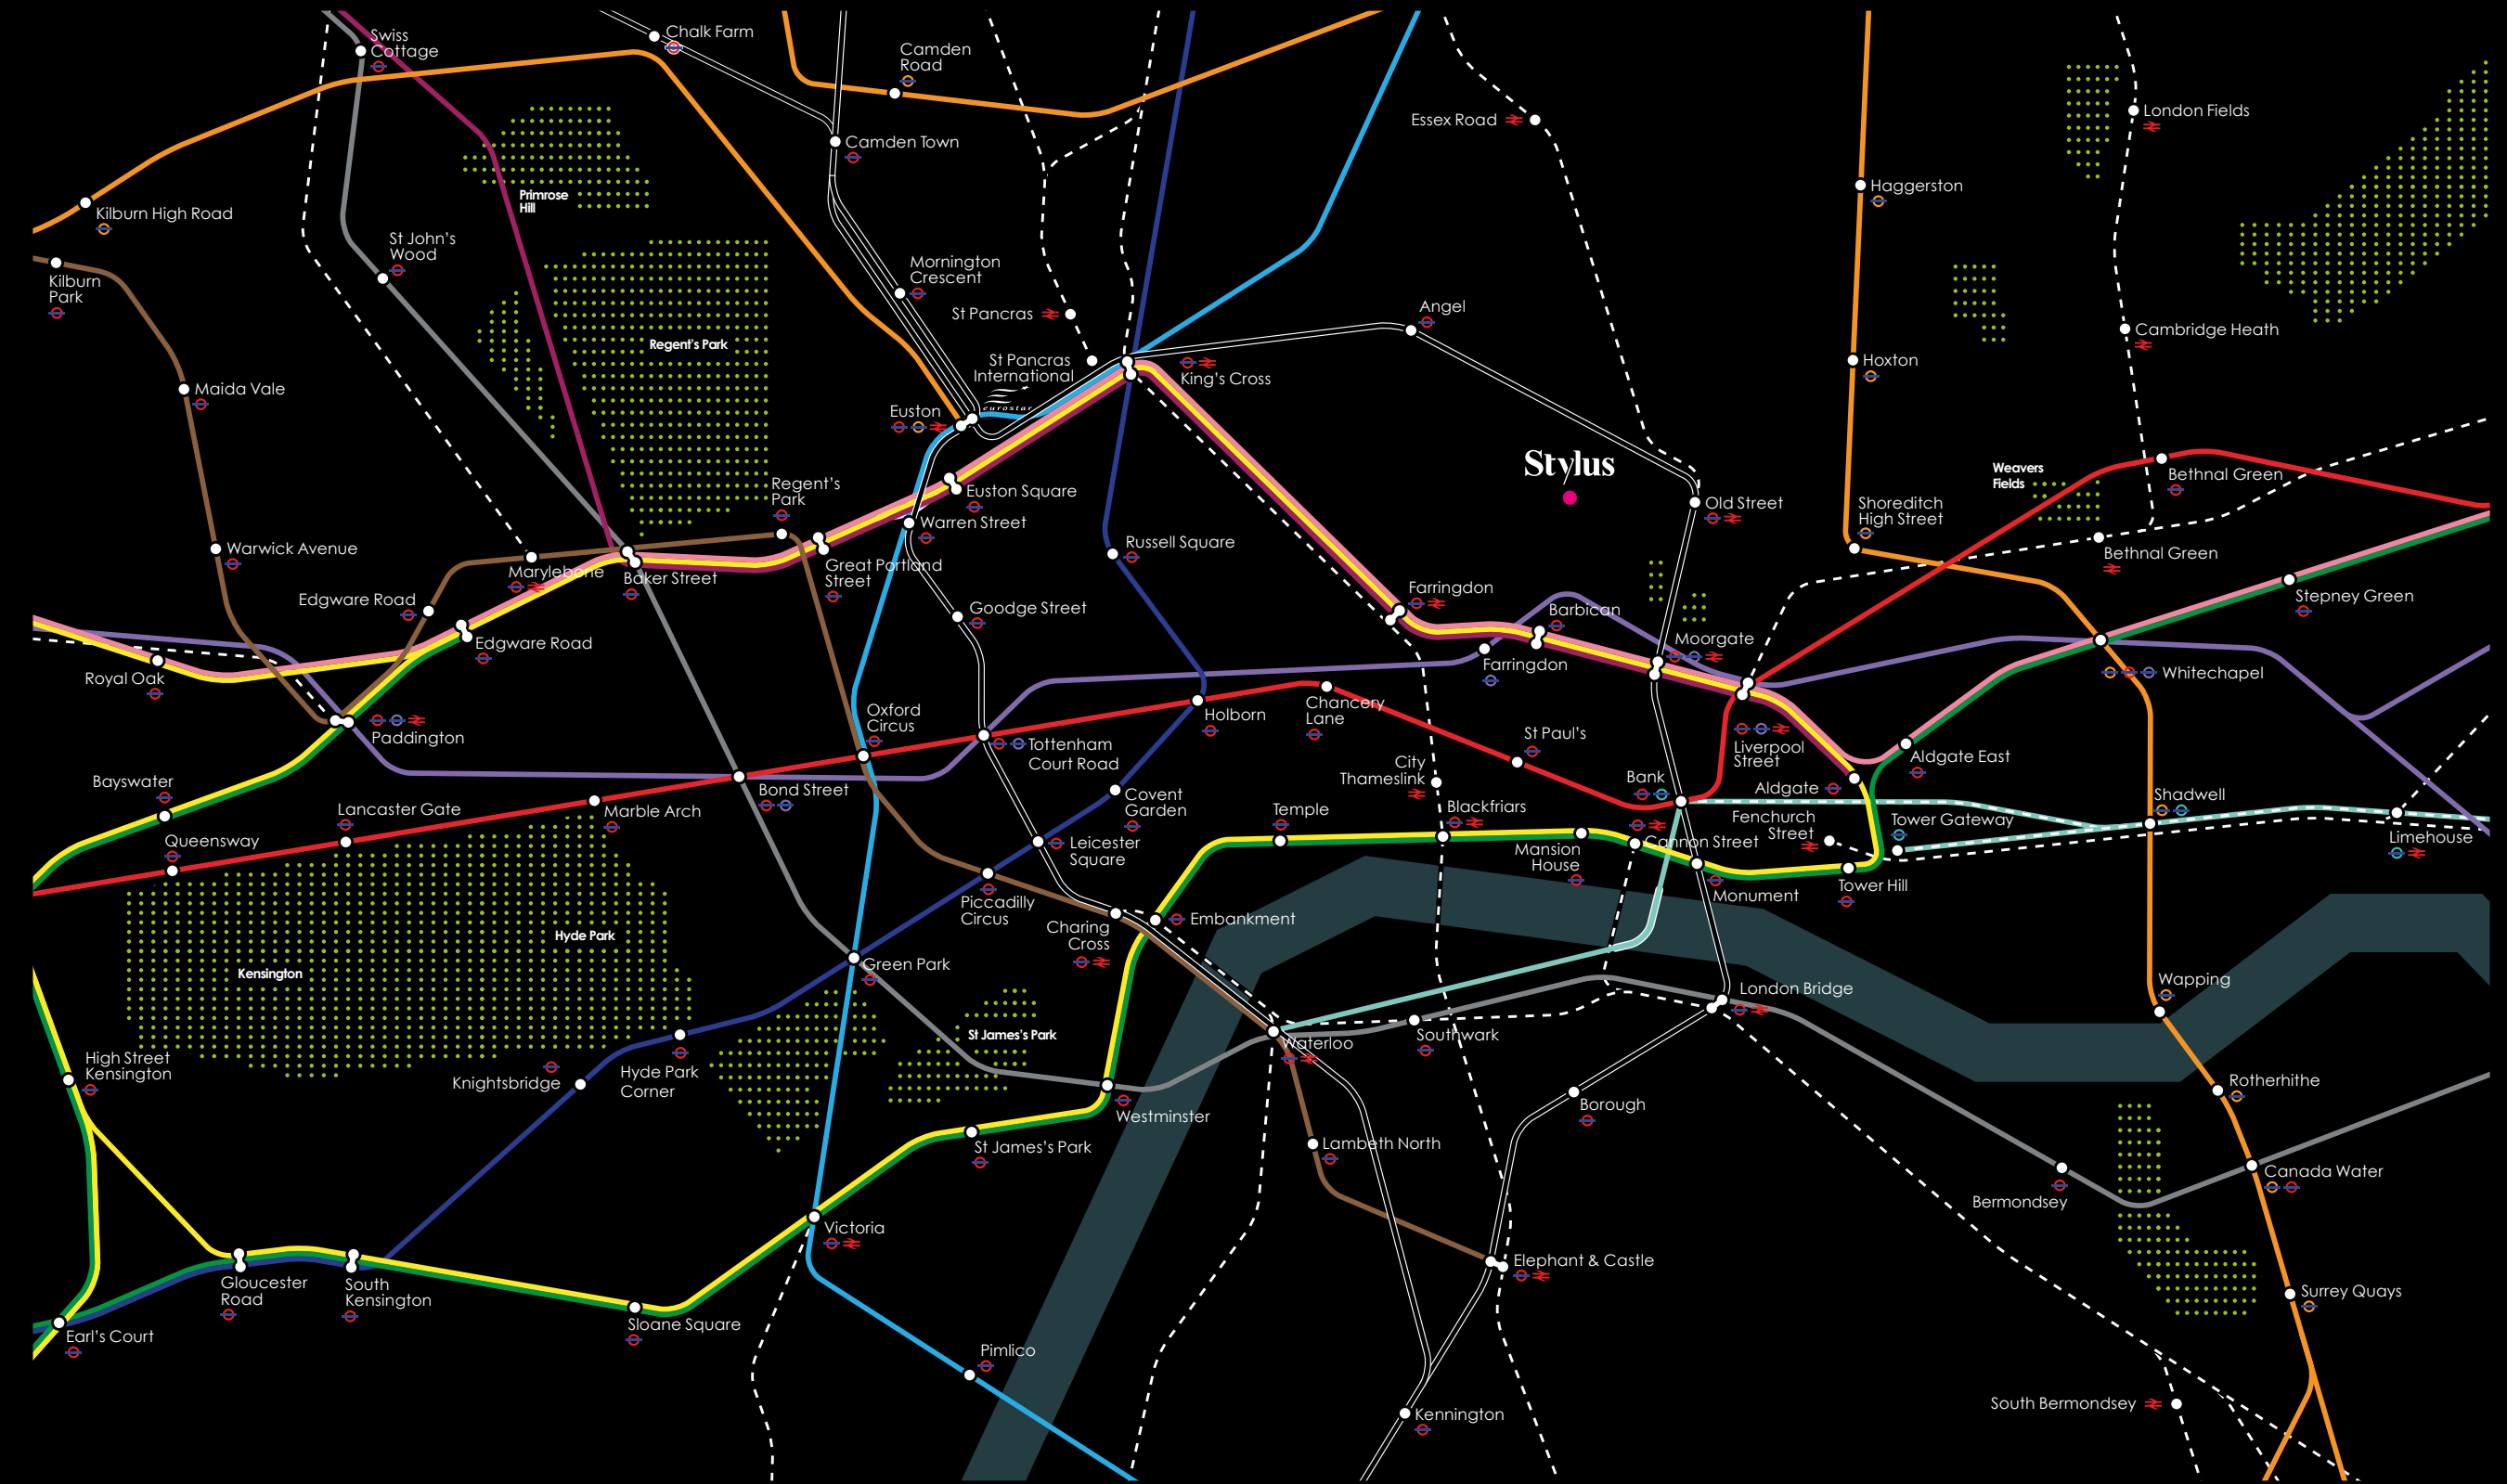 Swiss
Cottage
Chalk Farm
Camden
Road
Camden Town
Essex Road
London Fields
Haggerston
Primrose
Hill
Kilburn High Road
St John's
Wood
Kilburn
Park
Mornington
Crescent
St Pancras
Angel
Cambridge Heath
Regent's Park
Hoxton
St Pancras
International
eurostar
King's Cross
Maida Vale
Euston
Stylus
Weavers
Fields
Bethnal Green
Regent's
Park
Euston Square
Old Street
Shoreditch
High Street
Warren Street
Warwick Avenue
Russell Square
Bethnal Green
Marylebone
Baker Street
Great Portland
Street
Edgware Road
Goodge Street
Farringdon
Barbican
Stepney Green
Edgware Road
Moorgate
Royal Oak
Farringdon
Whitechapel
Oxford
Circus
Holborn
Chancery
Lane
Paddington
Tottenham
Court Road
St Paul's
Liverpool
Street
Aldgate East
Bayswater
City
Thameslink
Bank
Aldgate
Lancaster Gate
Marble Arch
Bond Street
Covent
Garden
Temple
Blackfriars
Shadwell
Fenchurch
Street
Tower Gateway
Queensway
Leicester
Square
Mansion
House
Cannon Street
Limehouse
Monument
Tower Hill
Piccadilly
Circus
Charing
Cross
Embankment
Hyde Park
Kensington
Green Park
Wapping
London Bridge
St James's Park
Waterloo
Southwark
High Street
Kensington
Knightsbridge
Hyde Park
Corner
Rotherhithe
Westminster
Borough
St James's Park
Lambeth North
Canada Water
Bermondsey
Victoria
Elephant & Castle
Gloucester
Road
South
Kensington
Surrey Quays
Sloane Square
Earl's Court
Pimlico
South Bermondsey
Kennington